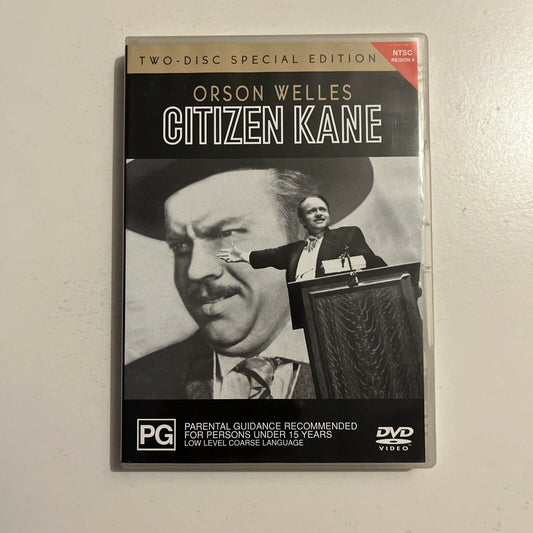 TWO-DISC SPECIAL EDITION
NTSC
REGION 4
ORSON WELLES
CITIZEN KANE
PG
PARENTAL GUIDANCE RECOMMENDED
FOR PERSONS UNDER 15 YEARS
LOW LEVEL COARSE LANGUAGE
DVD
VIDEO